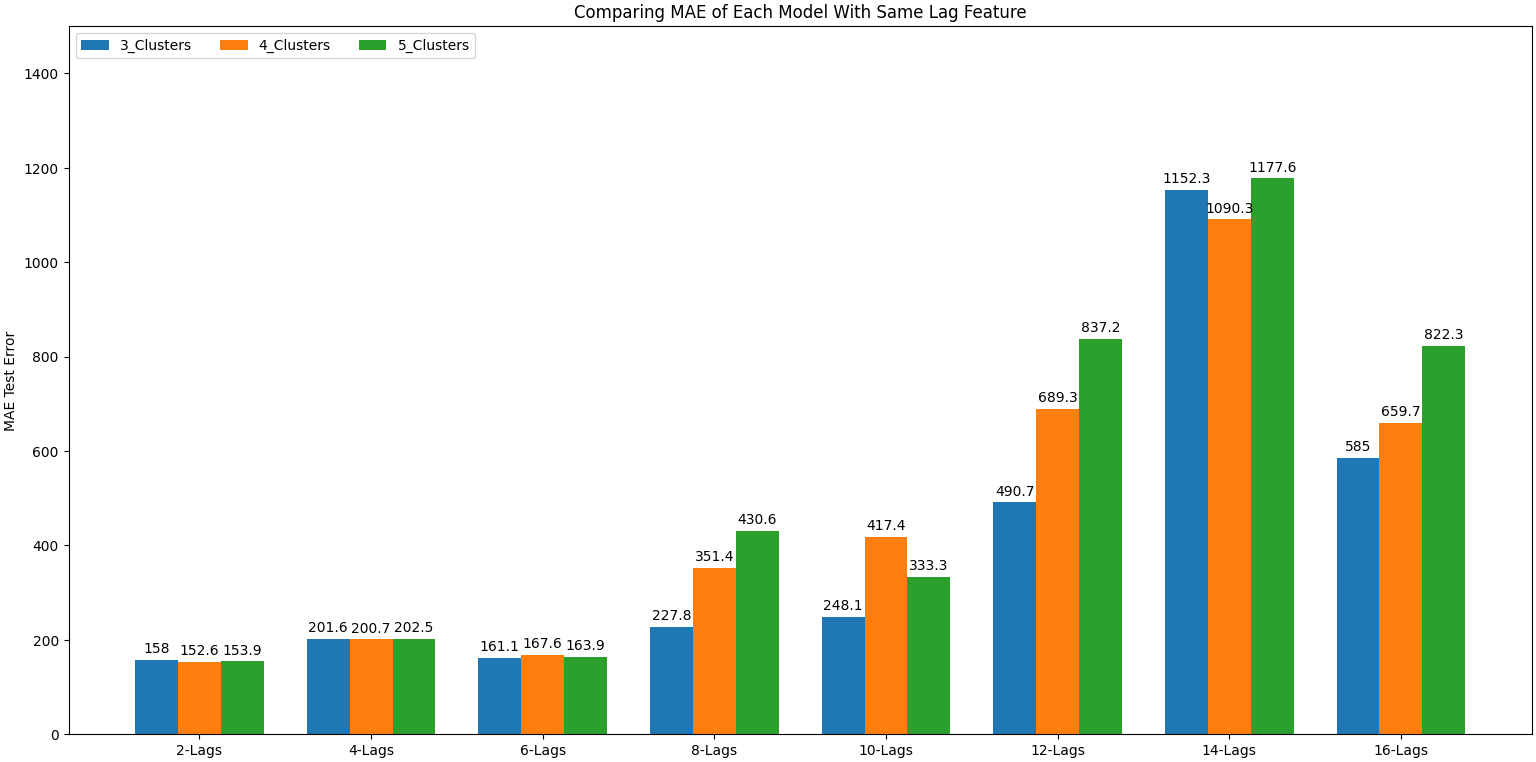 Comparing MAE of Each Model With Same Lag Feature
3_Clusters 4_Clusters 5_Clusters
MAE Test Error
1400
1200
1000
800
600
400
200
0
158 152.6 153.9
201.6 200.7 202.5
161.1 167.6 163.9
227.8 351.4 430.6
248.1 417.4 333.3
490.7 689.3 837.2
1152.3 1090.3 1177.6
585 659.7 822.3
2-Lags 4-Lags 6-Lags 8-Lags 10-Lags 12-Lags 14-Lags 16-Lags